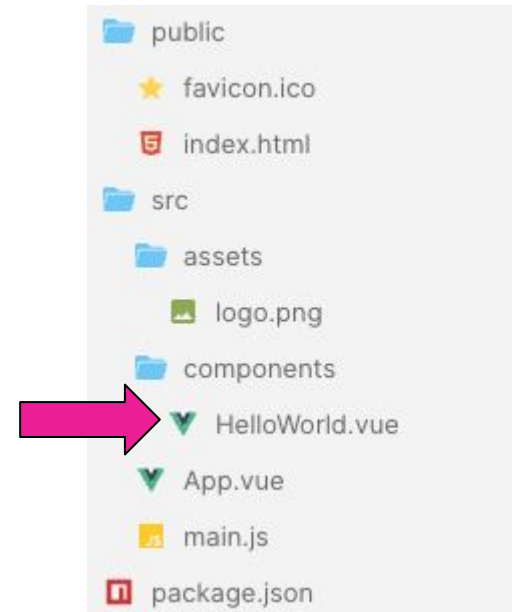 public
favicon.ico
index.html
src
assets
logo.png
components
HelloWorld.vue
App.vue
main.js
package.json